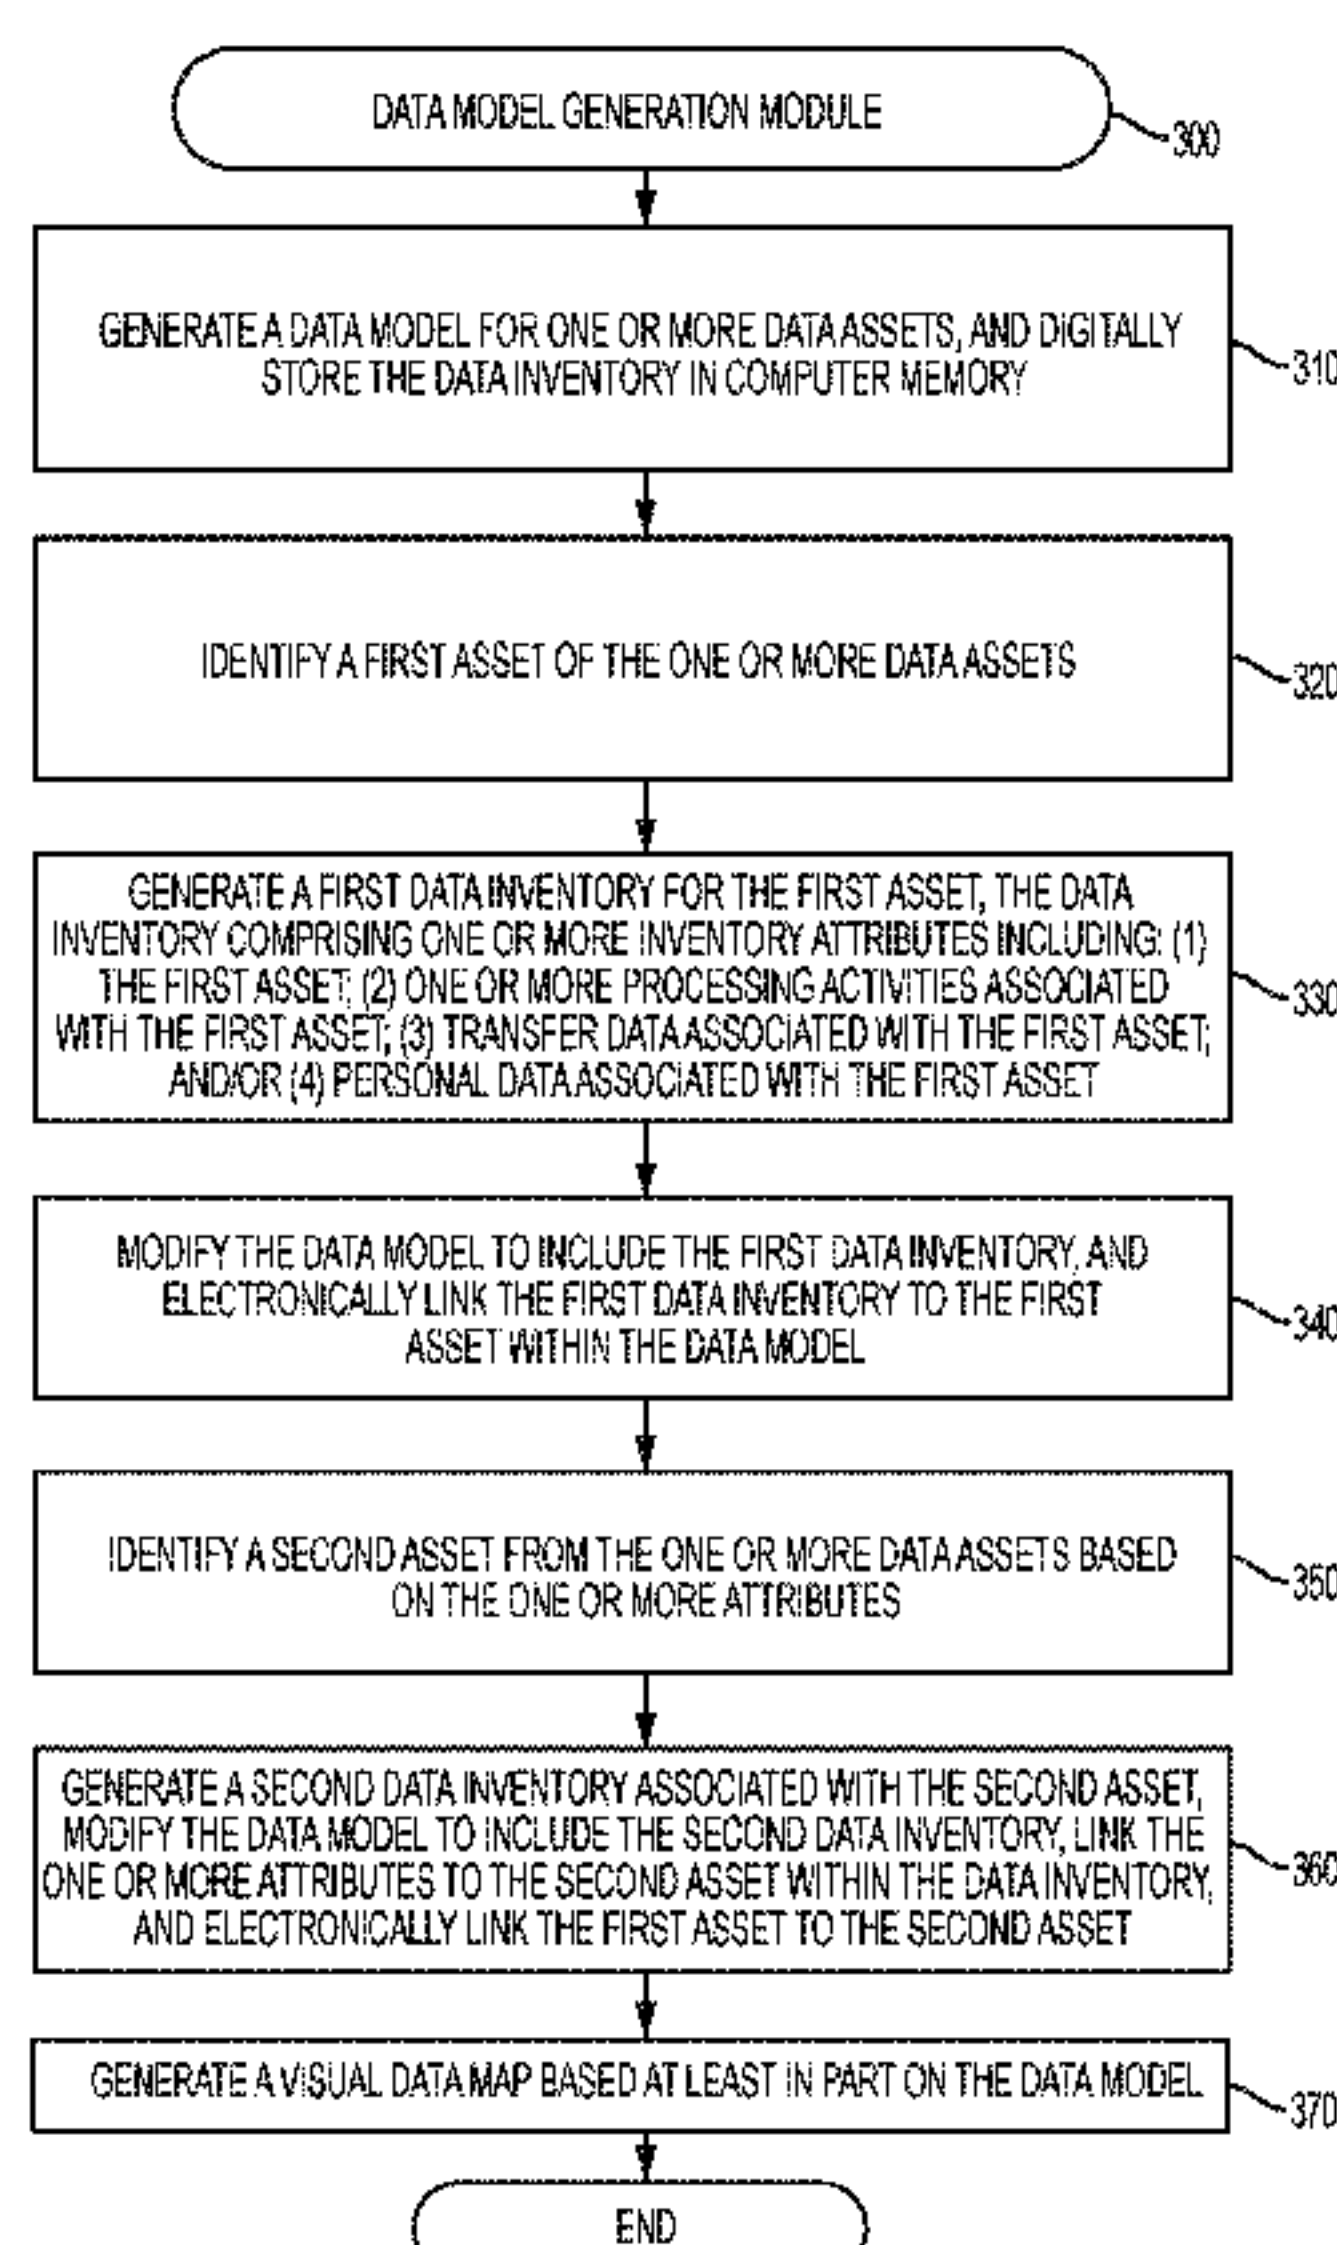 DATA MODEL GENERATION MODULE
300
GENERATE A DATA MODEL FOR ONE OR MORE DATA ASSETS, AND DIGITALLY
STORE THE DATA INVENTORY IN COMPUTER MEMORY
310
IDENTIFY A FIRST ASSET OF THE ONE OR MORE DATA ASSETS
320
GENERATE A FIRST DATA INVENTORY FOR THE FIRST ASSET, THE DATA
INVENTORY COMPRISING ONE OR MORE INVENTORY ATTRIBUTES INCLUDING: (1)
THE FIRST ASSET; (2) ONE OR MORE PROCESSING ACTIVITIES ASSOCIATED
WITH THE FIRST ASSET; (3) TRANSFER DATA ASSOCIATED WITH THE FIRST ASSET;
AND/OR (4) PERSONAL DATA ASSOCIATED WITH THE FIRST ASSET
330
MODIFY THE DATA MODEL TO INCLUDE THE FIRST DATA INVENTORY, AND
ELECTRONICALLY LINK THE FIRST DATA INVENTORY TO THE FIRST
ASSET WITHIN THE DATA MODEL
340
IDENTIFY A SECOND ASSET FROM THE ONE OR MORE DATA ASSETS BASED
ON THE ONE OR MORE ATTRIBUTES
350
GENERATE A SECOND DATA INVENTORY ASSOCIATED WITH THE SECOND ASSET,
MODIFY THE DATA MODEL TO INCLUDE THE SECOND DATA INVENTORY, LINK THE
ONE OR MORE ATTRIBUTES TO THE SECOND ASSET WITHIN THE DATA INVENTORY,
AND ELECTRONICALLY LINK THE FIRST ASSET TO THE SECOND ASSET
360
GENERATE A VISUAL DATA MAP BASED AT LEAST IN PART ON THE DATA MODEL
370
END